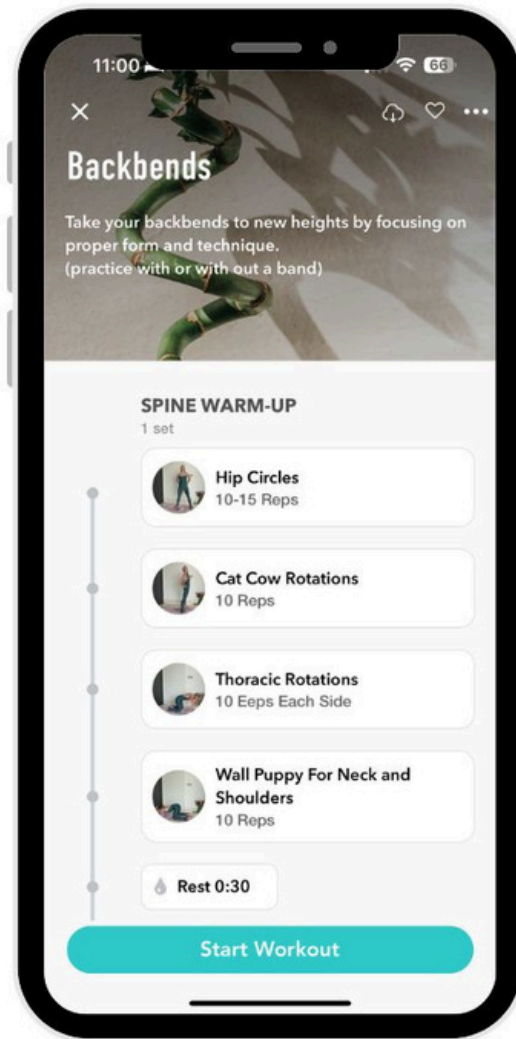 11:00
66
Backbends
Take your backbends to new heights by focusing on
proper form and technique.
(practice with or with out a band)
SPINE WARM-UP
1 set
Hip Circles
10-15 Reps
Cat Cow Rotations
10 Reps
Thoracic Rotations
10 Eeps Each Side
Wall Puppy For Neck and
Shoulders
10 Reps
Rest 0:30
Start Workout